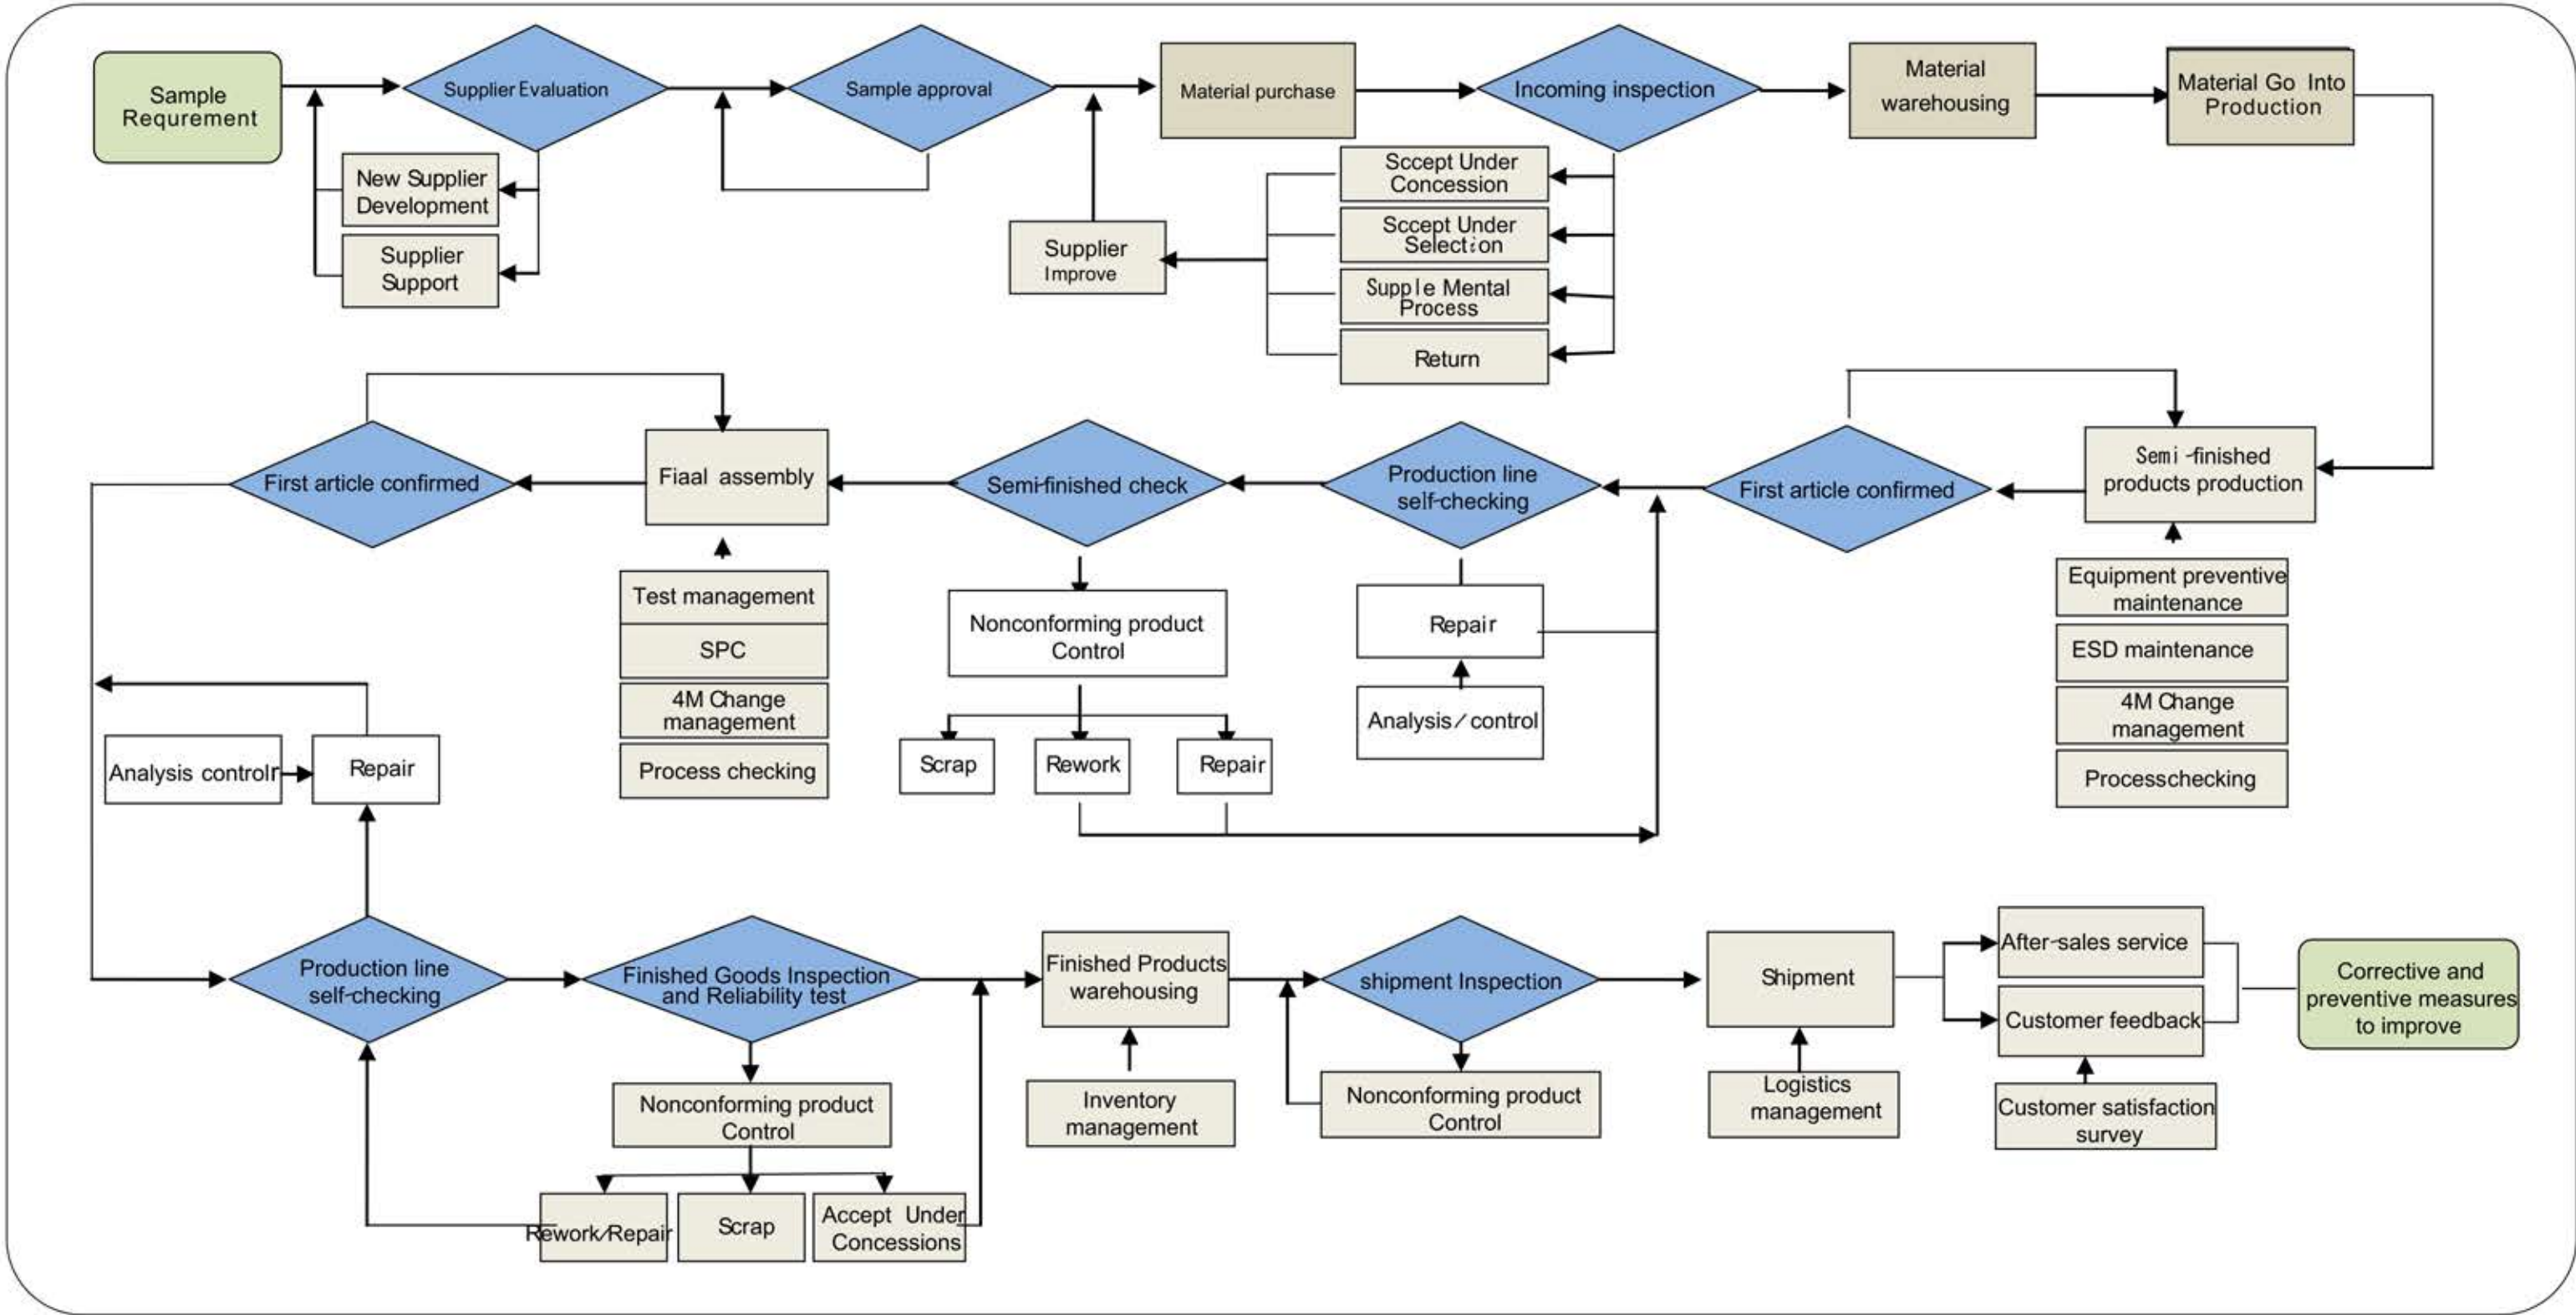 Sample
Requrement
Supplier Evaluation
Sample approval
Material purchase
Incoming inspection
Material
warehousing
Material Go Into
Production
New Supplier
Development
Supplier
Support
Supplier
Improve
Sccept Under
Concession
Sccept Under
Selection
Supple Mental
Process
Return
First article confirmed
Fiaal assembly
Semi-finished check
Production line
self-checking
First article confirmed
Semi-finished
products production
Test management
SPC
4M Change
management
Process checking
Nonconforming product
Control
Scrap
Rework
Repair
Repair
Analysis/control
Equipment preventive
maintenance
ESD maintenance
4M Change
management
Processchecking
Analysis controlr
Repair
Production line
self-checking
Finished Goods Inspection
and Reliability test
Finished Products
warehousing
shipment Inspection
Shipment
After-sales service
Customer feedback
Corrective and
preventive measures
to improve
Nonconforming product
Control
Rework/Repair
Scrap
Accept Under
Concessions
Inventory
management
Nonconforming product
Control
Logistics
management
Customer satisfaction
survey